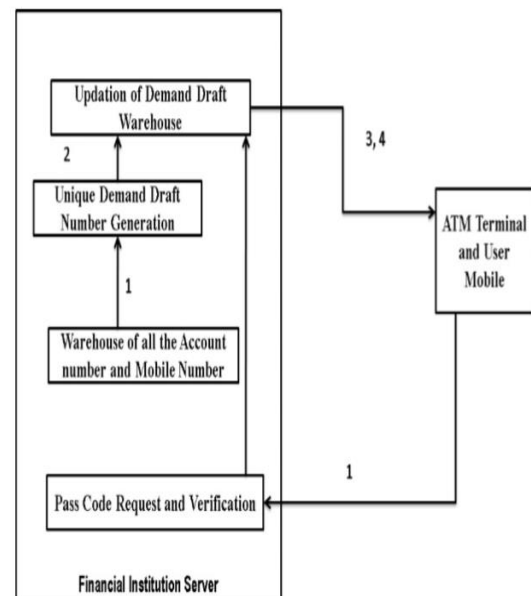 Updation of Demand Draft
Warehouse
3, 4
2
Unique Demand Draft
Number Generation
ATM Terminal
and User
Mobile
1
Warehouse of all the Account
number and Mobile Number
1
Pass Code Request and Verification
Financial Institution Server